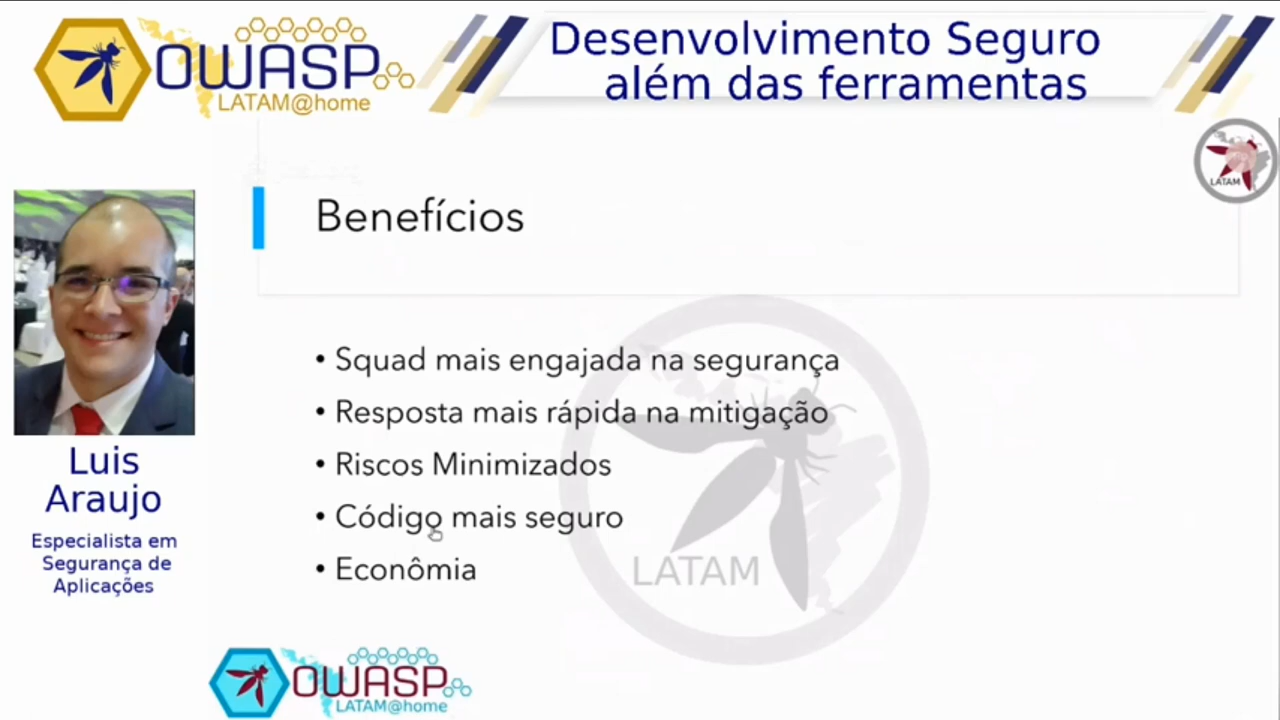 OWASP
LATAM@home
Desenvolvimento Seguro
além das ferramentas
LATAM
Benefícios
• Squad mais engajada na segurança
• Resposta mais rápida na mitigação
• Riscos Minimizados
• Código mais seguro
• Econômia
LATAM
Luis
Araujo
Especialista em
Segurança de
Aplicações
OWASP
LATAM@home